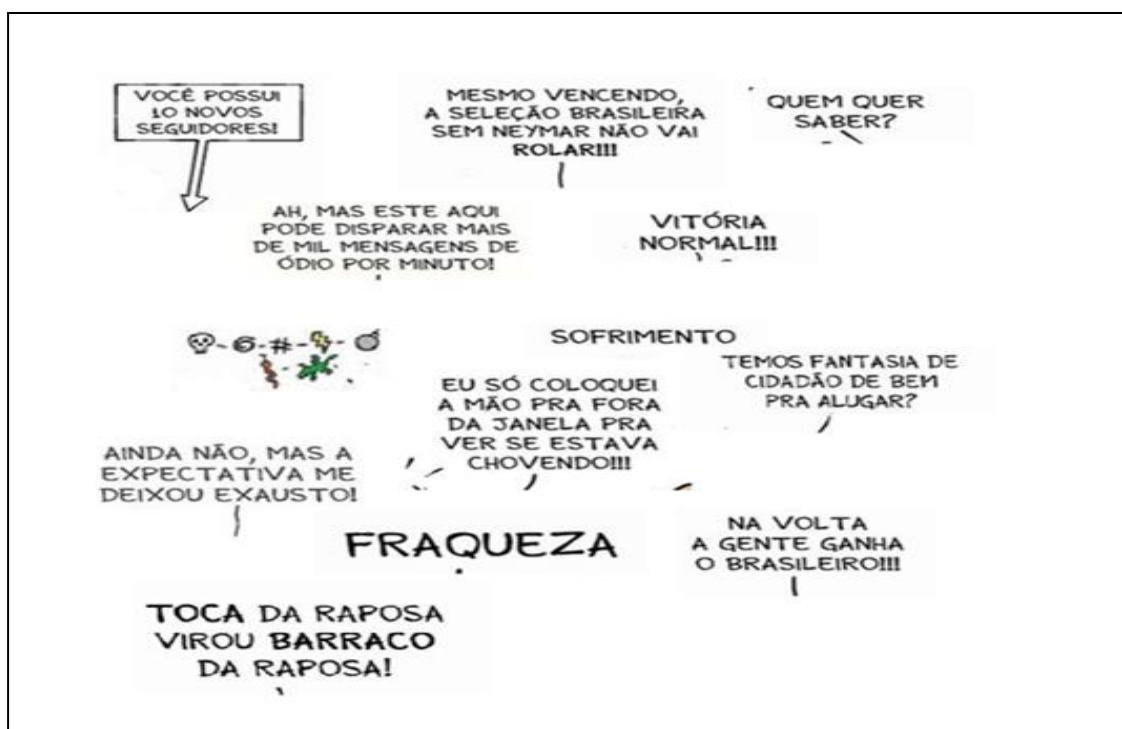 VOCÊ POSSUI
10 NOVOS
SEGUIDORES!
MESMO VENCENDO,
A SELEÇÃO BRASILEIRA
SEM NEYMAR NÃO VAI
ROLAR!!!
QUEM QUER
SABER?
AH, MAS ESTE AQUI
PODE DISPARAR MAIS
DE MIL MENSAGENS DE
ÓDIO POR MINUTO!
VITÓRIA
NORMAL!!!
SOFRIMENTO
TEMOS FANTASIA DE
CIDADÃO DE BEM
PRA ALUGAR?
EU SÓ COLOQUEI
A MÃO PRA FORA
DA JANELA PRA
VER SE ESTAVA
CHOVENDO!!!
AINDA NÃO, MAS A
EXPECTATIVA ME
DEIXOU EXAUSTO!
FRAQUEZA
NA VOLTA
A GENTE GANHA
O BRASILEIRO!!!
TOCA DA RAPOSA
VIROU BARRACO
DA RAPOSA!